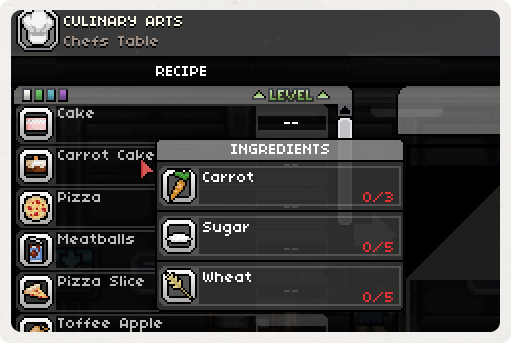 CULINARY ARTS
Chefs Table
RECIPE
LEVEL
Cake
--
Carrot Cake
INGREDIENTS
Carrot
0/3
Pizza
Sugar
0/5
Meatballs
Wheat
0/5
Pizza Slice
--
Toffee Apple